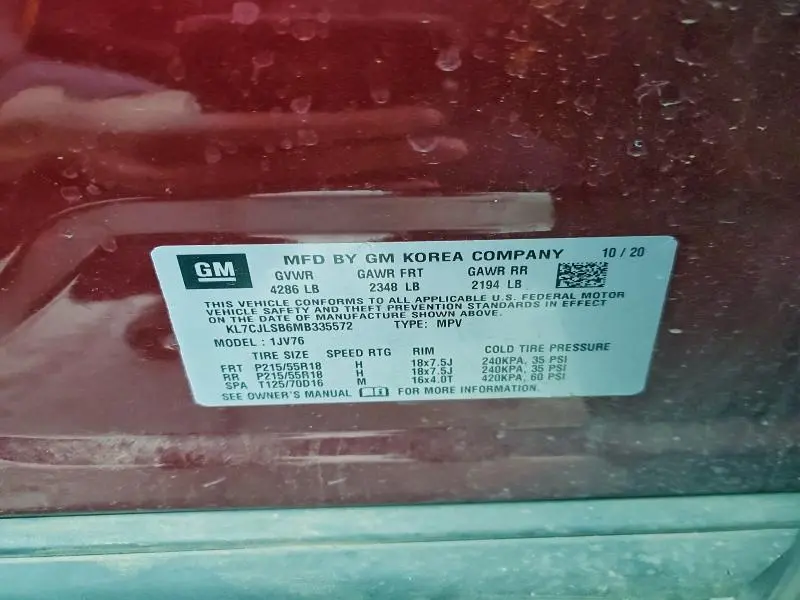 GM MFD BY GM KOREA COMPANY 10 / 20
GVWR GAWR FRT GAWR RR
4286 LB 2348 LB 2194 LB
THIS VEHICLE CONFORMS TO ALL APPLICABLE U.S. FEDERAL MOTOR
VEHICLE SAFETY AND THEFT PREVENTION STANDARDS IN EFFECT
ON THE DATE OF MANUFACTURE SHOWN ABOVE.
KL7CJLSB6MB335572 TYPE: MPV
MODEL : 1JV76
TIRE SIZE SPEED RTG RIM COLD TIRE PRESSURE
FRT P215/55R18 H 18x7.5J 240KPA, 35 PSI
RR P215/55R18 H 18x7.5J 240KPA, 35 PSI
SPA T125/70D16 M 16x4.0T 420KPA, 60 PSI
SEE OWNER'S MANUAL FOR MORE INFORMATION.